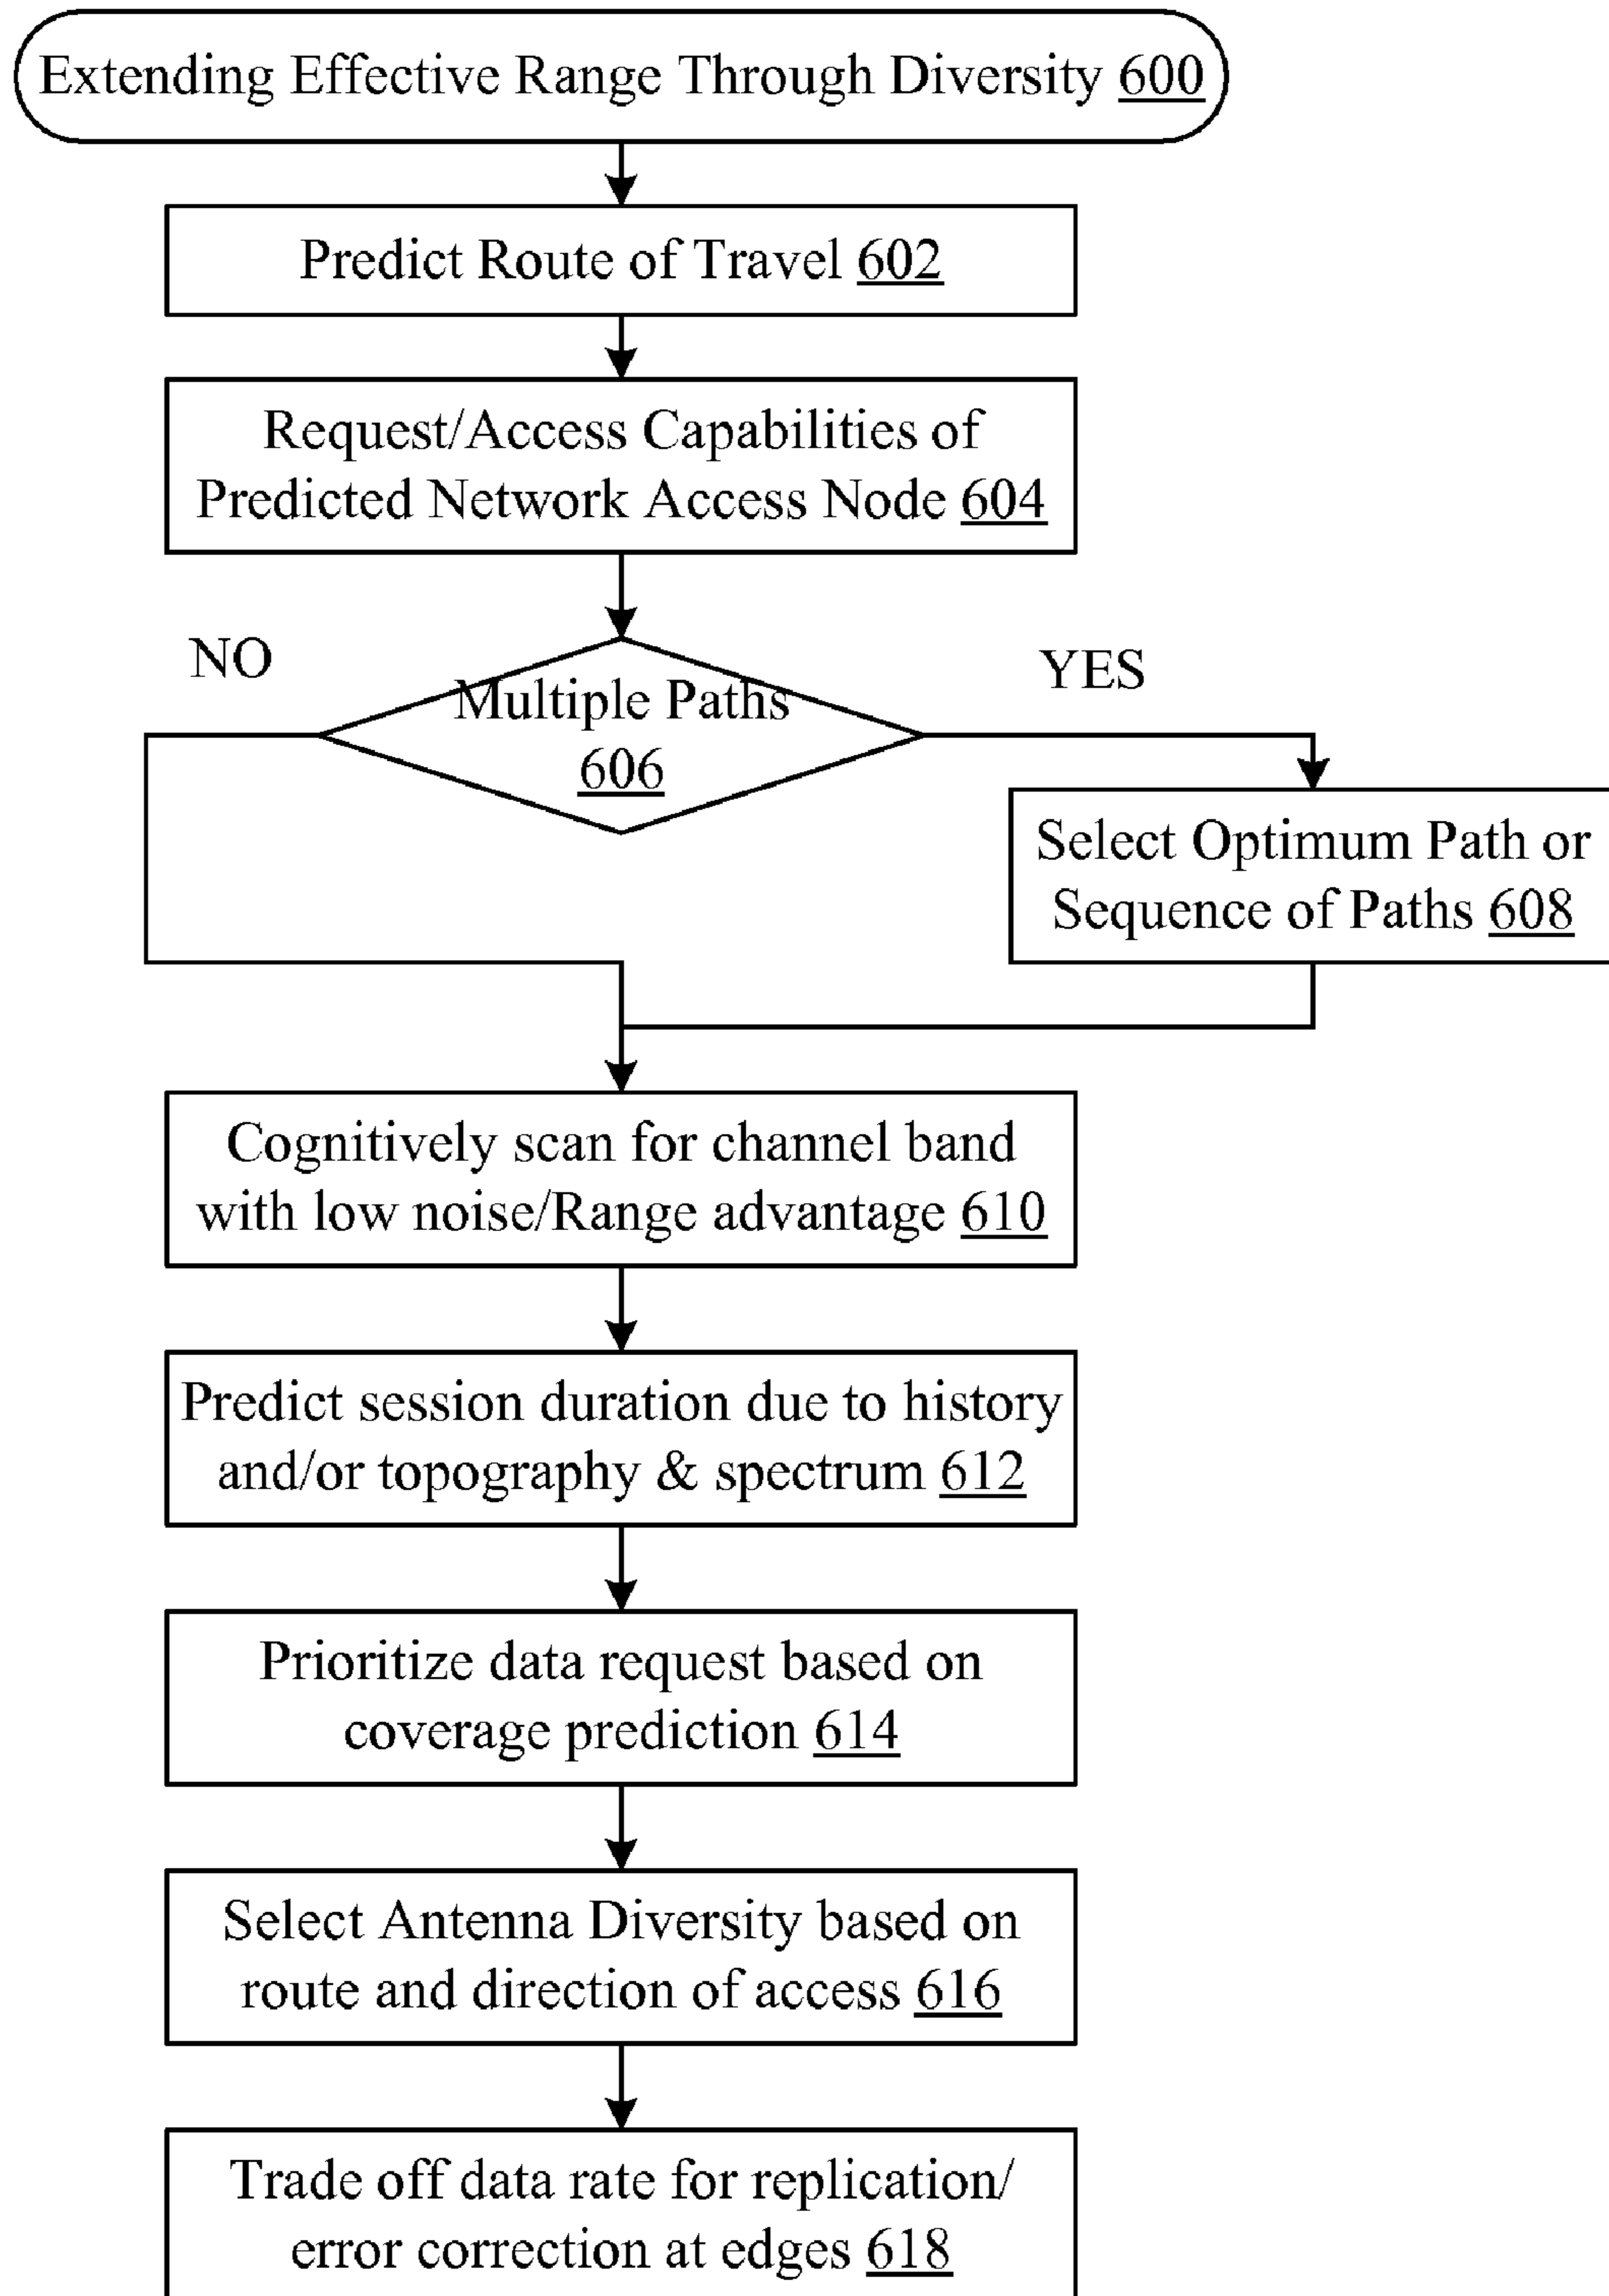 Extending Effective Range Through Diversity 600
Predict Route of Travel 602
Request/Access Capabilities of
Predicted Network Access Node 604
NO
YES
Multiple Paths
606
Select Optimum Path or
Sequence of Paths 608
Cognitively scan for channel band
with low noise/Range advantage 610
Predict session duration due to history
and/or topography & spectrum 612
Prioritize data request based on
coverage prediction 614
Select Antenna Diversity based on
route and direction of access 616
Trade off data rate for replication/
error correction at edges 618